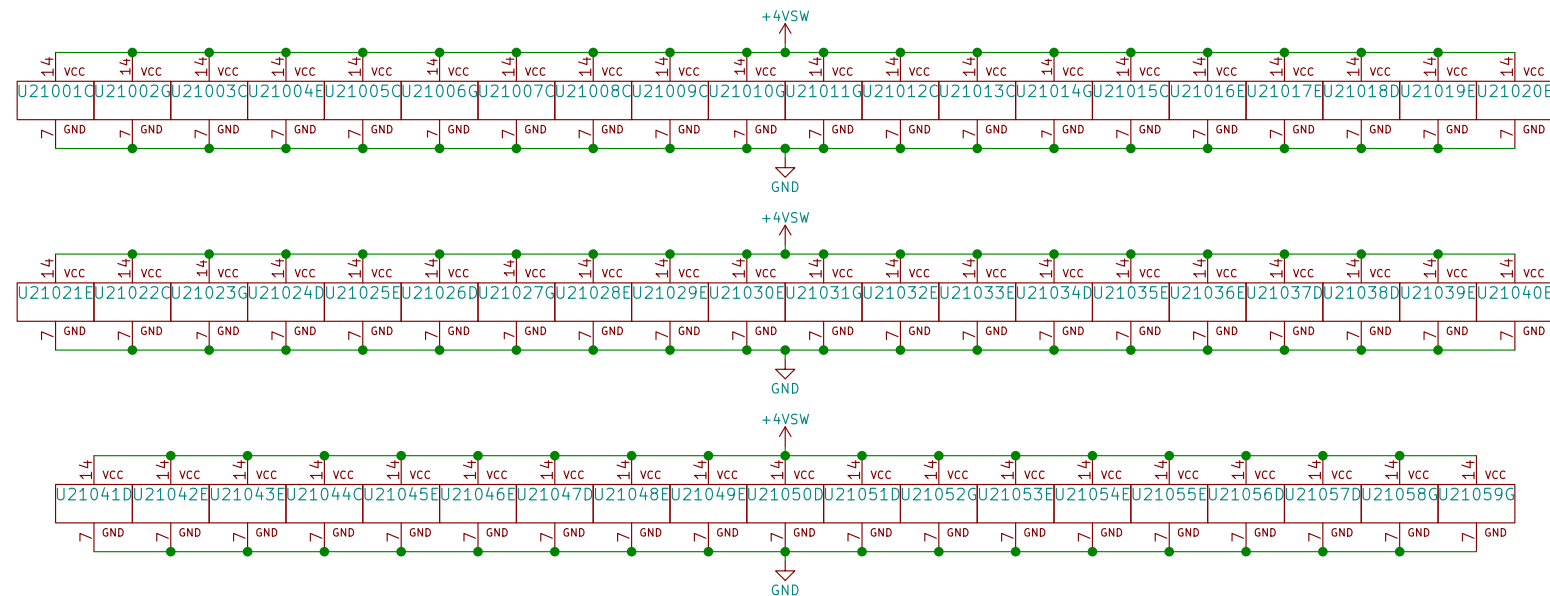 +4VSW
14 VCC 14 VCC 14 VCC 14 VCC 14 VCC 14 VCC 14 VCC 14 VCC 14 VCC 14 VCC 14 VCC 14 VCC 14 VCC 14 VCC 14 VCC 14 VCC 14 VCC 14 VCC 14 VCC 14 VCC
U21001C U21002G U21003C U21004E U21005C U21006G U21007C U21008C U21009C U21010G U21011G U21012C U21013C U21014G U21015C U21016E U21017E U21018D U21019E U21020E
7 GND 7 GND 7 GND 7 GND 7 GND 7 GND 7 GND 7 GND 7 GND 7 GND 7 GND 7 GND 7 GND 7 GND 7 GND 7 GND 7 GND 7 GND 7 GND 7 GND
GND
+4VSW
14 VCC 14 VCC 14 VCC 14 VCC 14 VCC 14 VCC 14 VCC 14 VCC 14 VCC 14 VCC 14 VCC 14 VCC 14 VCC 14 VCC 14 VCC 14 VCC 14 VCC 14 VCC 14 VCC 14 VCC
U21021E U21022C U21023G U21024D U21025E U21026D U21027G U21028E U21029E U21030E U21031G U21032E U21033E U21034D U21035E U21036E U21037D U21038D U21039E U21040E
7 GND 7 GND 7 GND 7 GND 7 GND 7 GND 7 GND 7 GND 7 GND 7 GND 7 GND 7 GND 7 GND 7 GND 7 GND 7 GND 7 GND 7 GND 7 GND 7 GND
GND
+4VSW
14 VCC 14 VCC 14 VCC 14 VCC 14 VCC 14 VCC 14 VCC 14 VCC 14 VCC 14 VCC 14 VCC 14 VCC 14 VCC 14 VCC 14 VCC 14 VCC 14 VCC 14 VCC 14 VCC
U21041D U21042E U21043E U21044C U21045E U21046E U21047D U21048E U21049E U21050D U21051D U21052G U21053E U21054E U21055E U21056D U21057D U21058G U21059G
7 GND 7 GND 7 GND 7 GND 7 GND 7 GND 7 GND 7 GND 7 GND 7 GND 7 GND 7 GND 7 GND 7 GND 7 GND 7 GND 7 GND 7 GND 7 GND
GND